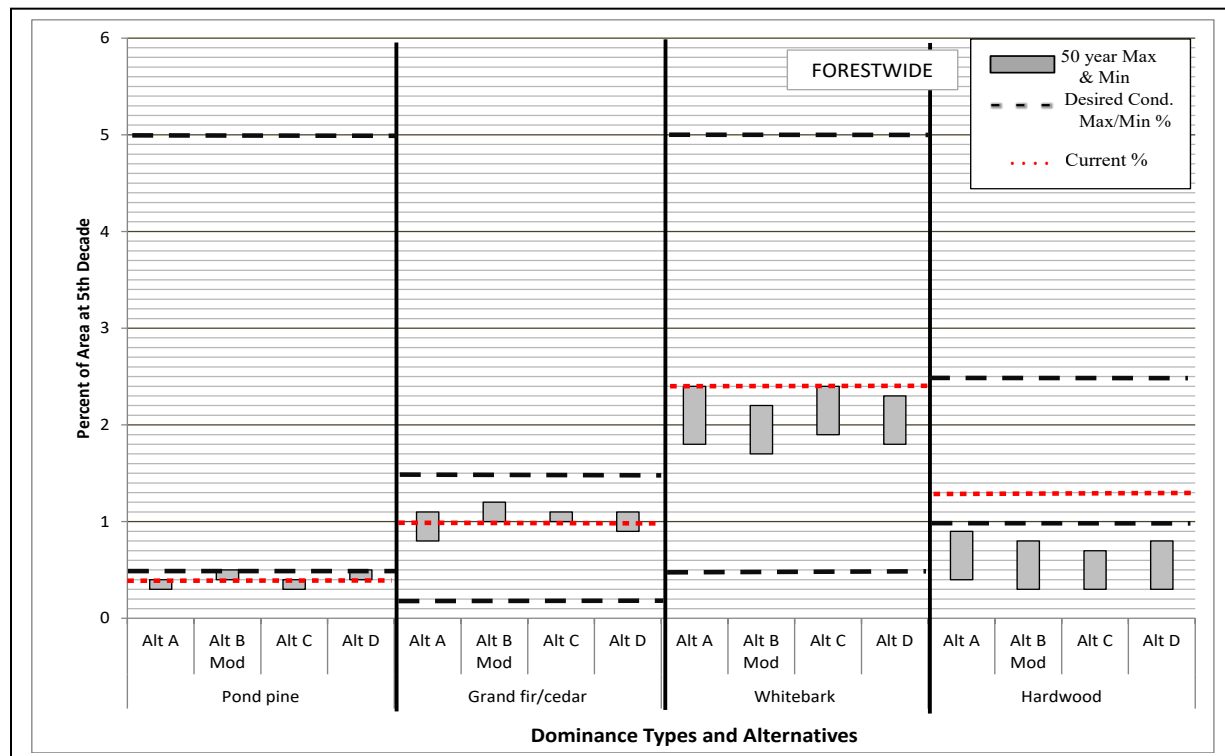 FORESTWIDE
50 year Max
& Min
Desired Cond.
Max/Min %
Current %
Percent of Area at 5th Decade
6
5
4
3
2
1
0
Alt A Alt B Mod Alt C Alt D Alt A Alt B Mod Alt C Alt D Alt A Alt B Mod Alt C Alt D Alt A Alt B Mod Alt C Alt D
Pond pine Grand fir/cedar Whitebark Hardwood
Dominance Types and Alternatives